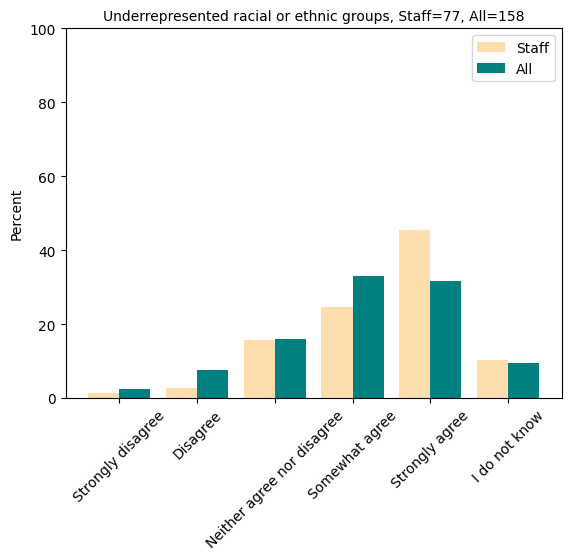 Underrepresented racial or ethnic groups, Staff=77, All=158
100
80
60
40
20
0
Percent
Staff
All
Strongly disagree
Disagree
Neither agree nor disagree
Somewhat agree
Strongly agree
I do not know